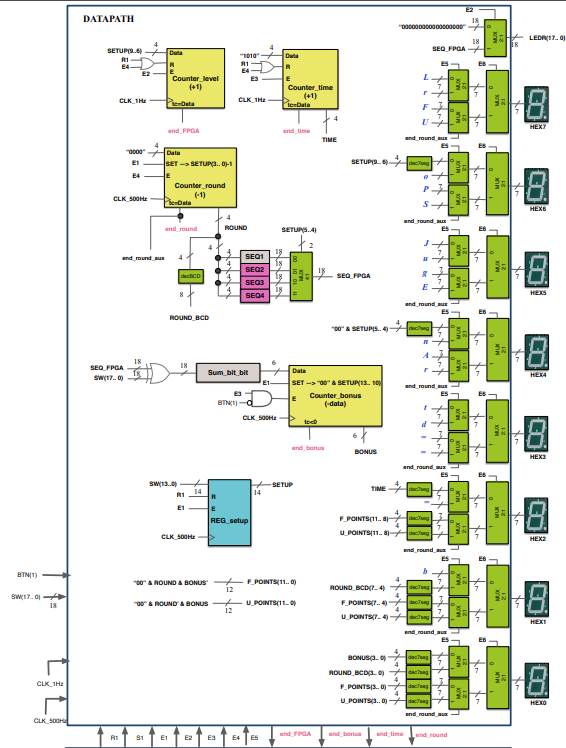 DATAPATH
E2
"000000000000000000"
18
0
MUX
2:1
1
LEDR(17.. 0)
18
SEQ_FPGA
18
SETUP(9..6)
4
Data
R1
E4
R
E2
E
Counter_level
(+1)
CLK_1Hz
tc=Data
end_FPGA
"1010"
4
Data
R1
E4
R
E3
E
Counter_time
(+1)
CLK_1Hz
tc=Data
end_time
4
TIME
"0000"
4
Data
E1
SET --> SETUP(3.. 0)-1
E4
E
Counter_round
(-1)
CLK_500Hz
tc=Data
end_round
4
ROUND
end_round_aux
4
decBCD
8
ROUND_BCD
4
SEQ1
SEQ2
SEQ3
SEQ4
18
18
18
18
SETUP(5..4)
2
00
01
10
11
MUX
4:1
18
SEQ_FPGA
SEQ_FPGA
18
SW(17.. 0)
18
18
Sum_bit_bit
6
Data
E1
SET --> "00" & SETUP(13.. 10)
E3
BTN(1)
E
Counter_bonus
(-data)
CLK_500Hz
tc<0
end_bonus
6
BONUS
SW(13..0)
14
R1
R
E1
E
REG_setup
CLK_500Hz
SETUP
14
"00" & ROUND & BONUS'
12
F_POINTS(11.. 0)
"00" & ROUND' & BONUS
12
U_POINTS(11.. 0)
E5
E6
L
r
F
U
7
end_round_aux
HEX7
SETUP(9.. 6)
4
dec7seg
E5
E6
a
P
S
7
end_round_aux
HEX6
E5
E6
J
u
g
E
7
end_round_aux
HEX5
"00" & SETUP(5.. 4)
4
dec7seg
E5
E6
n
A
r
7
end_round_aux
HEX4
E5
E6
t
d
=
=
7
end_round_aux
HEX3
TIME
4
dec7seg
E5
E6
=
F_POINTS(11.. 8)
4
dec7seg
U_POINTS(11.. 8)
4
dec7seg
7
end_round_aux
HEX2
E5
E6
b
ROUND_BCD(7.. 4)
4
dec7seg
F_POINTS(7.. 4)
4
dec7seg
U_POINTS(7.. 4)
4
dec7seg
7
end_round_aux
HEX1
E5
E6
BONUS(3.. 0)
4
dec7seg
ROUND_BCD(3.. 0)
4
dec7seg
F_POINTS(3.. 0)
4
dec7seg
U_POINTS(3.. 0)
4
dec7seg
7
end_round_aux
HEX0
BTN(1)
SW(17.. 0)
18
CLK_1Hz
CLK_500Hz
R1
S1
E1
E2
E3
E4
E5
end_FPGA
end_bonus
end_time
end_round